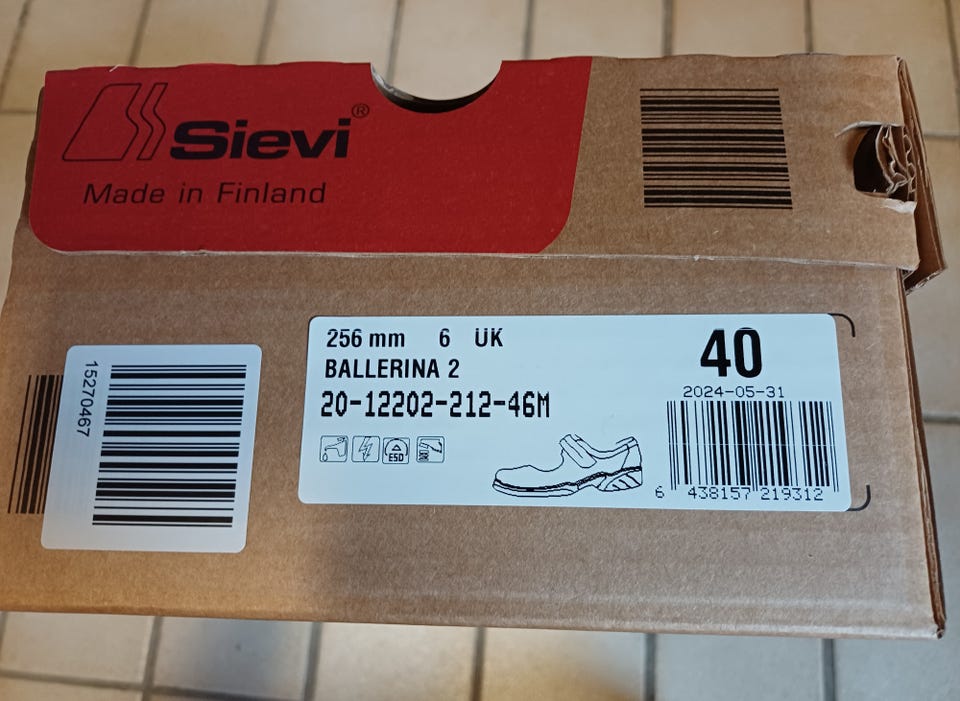 Sievi®
Made in Finland
15270467
256 mm 6 UK
BALLERINA 2
20-12202-212-46M
ESD
40
2024-05-31
6 438157 219312